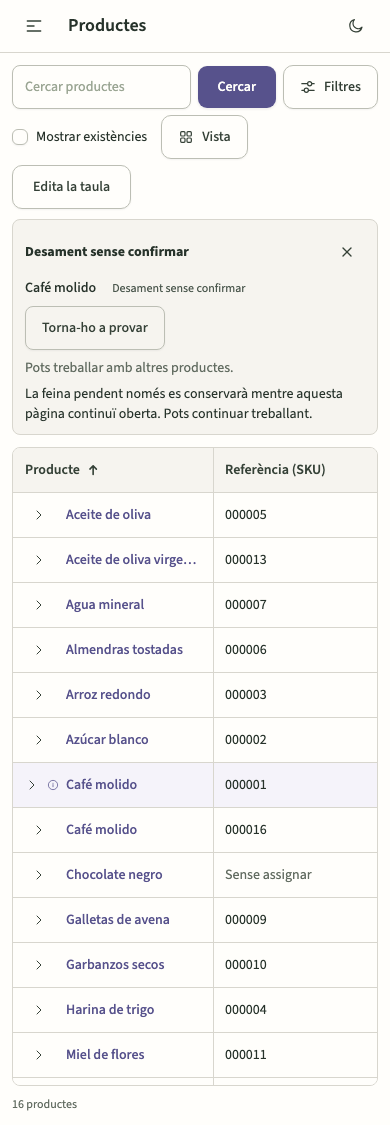 Productes
Cercar productes
Cercar
Filtres
Mostrar existències
Vista
Edita la taula
Desament sense confirmar
Café molido Desament sense confirmar
Torna-ho a provar
Pots treballar amb altres productes.
La feina pendent només es conservarà mentre aquesta
pàgina continuï oberta. Pots continuar treballant.
Producte Referència (SKU)
Aceite de oliva 000005
Aceite de oliva virge… 000013
Agua mineral 000007
Almendras tostadas 000006
Arroz redondo 000003
Azúcar blanco 000002
Café molido 000001
Café molido 000016
Chocolate negro Sense assignar
Galletas de avena 000009
Garbanzos secos 000010
Harina de trigo 000004
Miel de flores 000011
16 productes